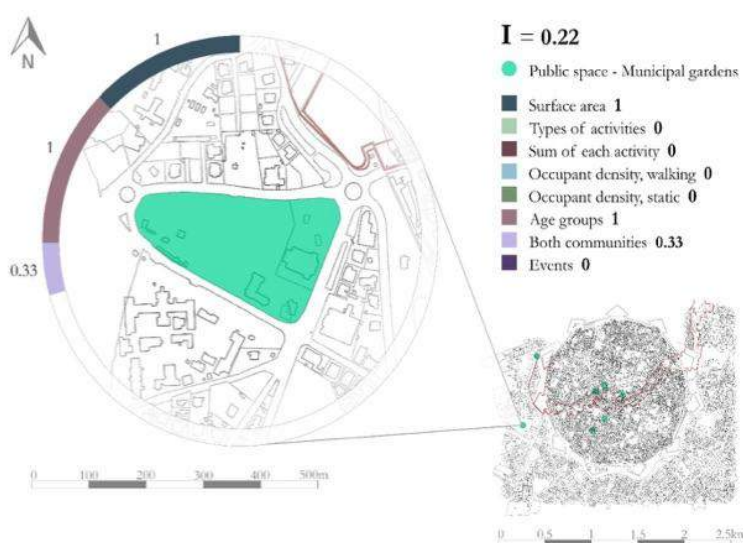 1
N
1
0.33
0 100 200 300 400 500m
I = 0.22
Public space - Municipal gardens
Surface area 1
Types of activities 0
Sum of each activity 0
Occupant density, walking 0
Occupant density, static 0
Age groups 1
Both communities 0.33
Events 0
0 0.5 1 1.5 2 2.5km